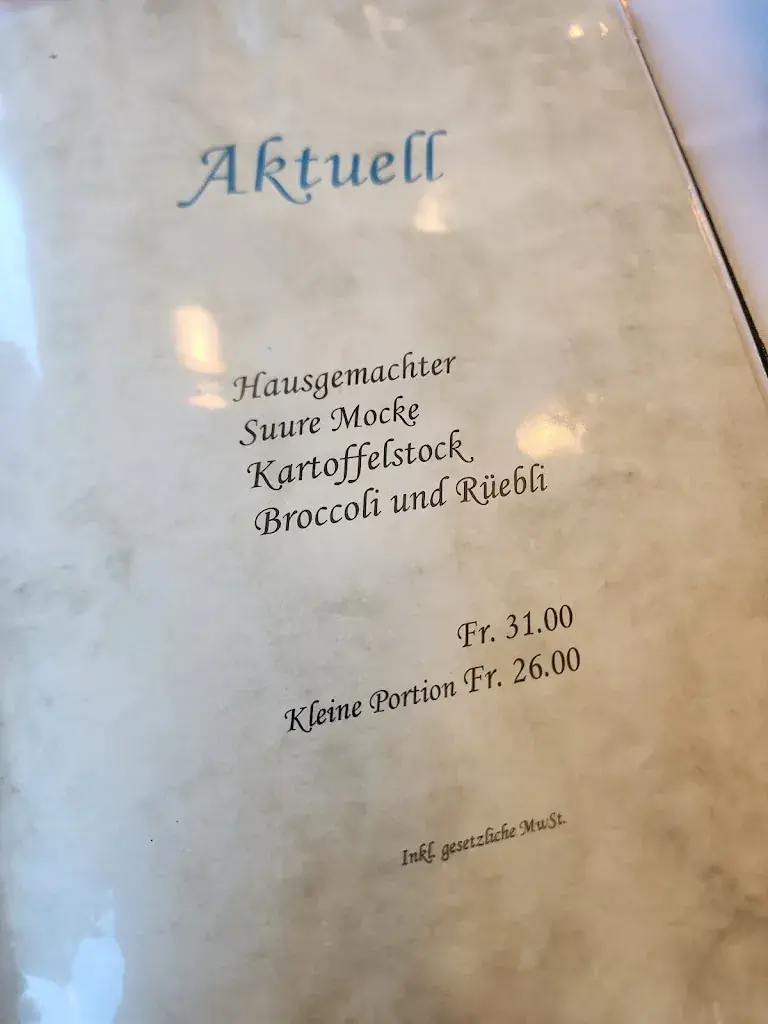 Aktuell
Hausgemachter
Suure Mocke
Kartoffelstock
Broccoli und Rüebli
Fr. 31.00
Kleine Portion Fr. 26.00
Inkl. gesetzliche MwSt.